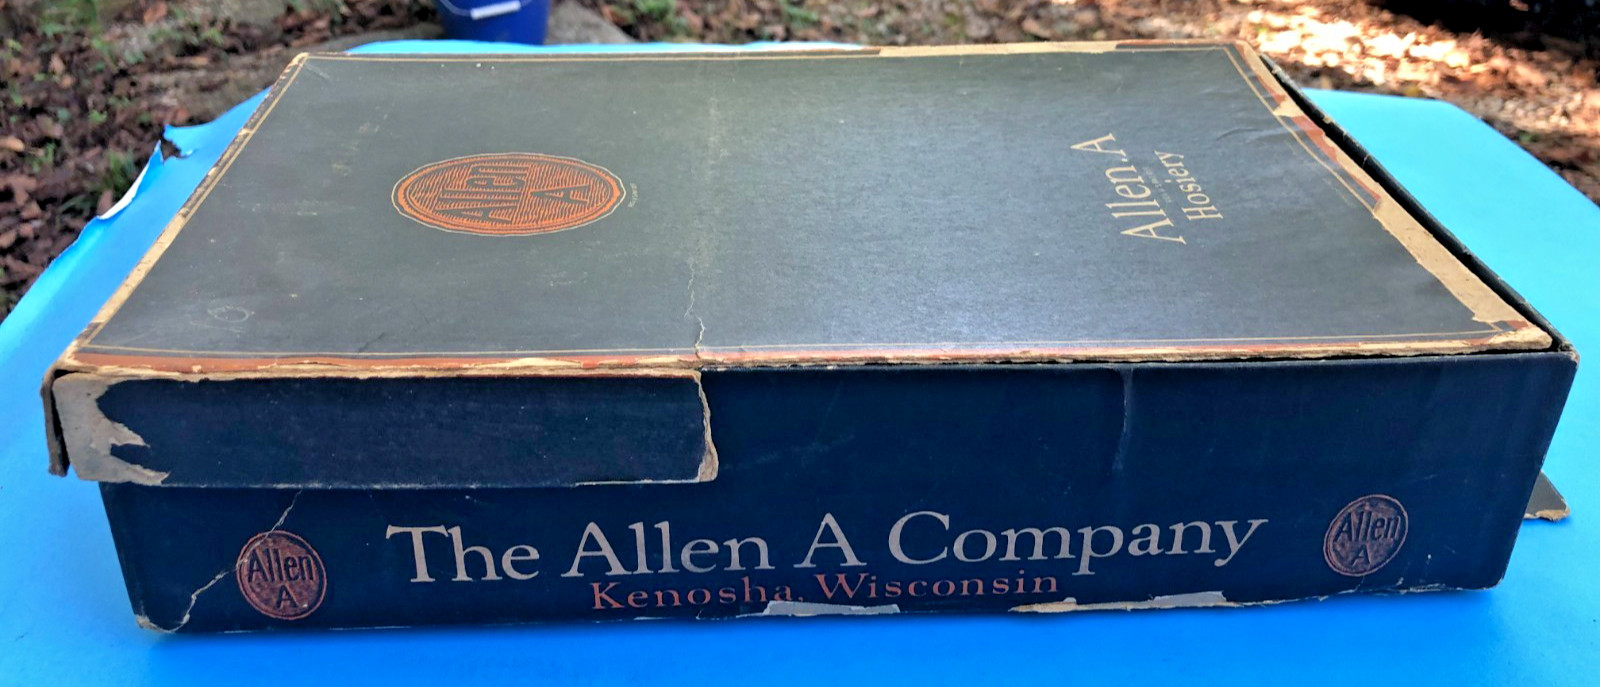 ALLEN
A
Allen.A
Hosiery
The Allen A Company
Kenosha, Wisconsin
Allen
A
Allen
A